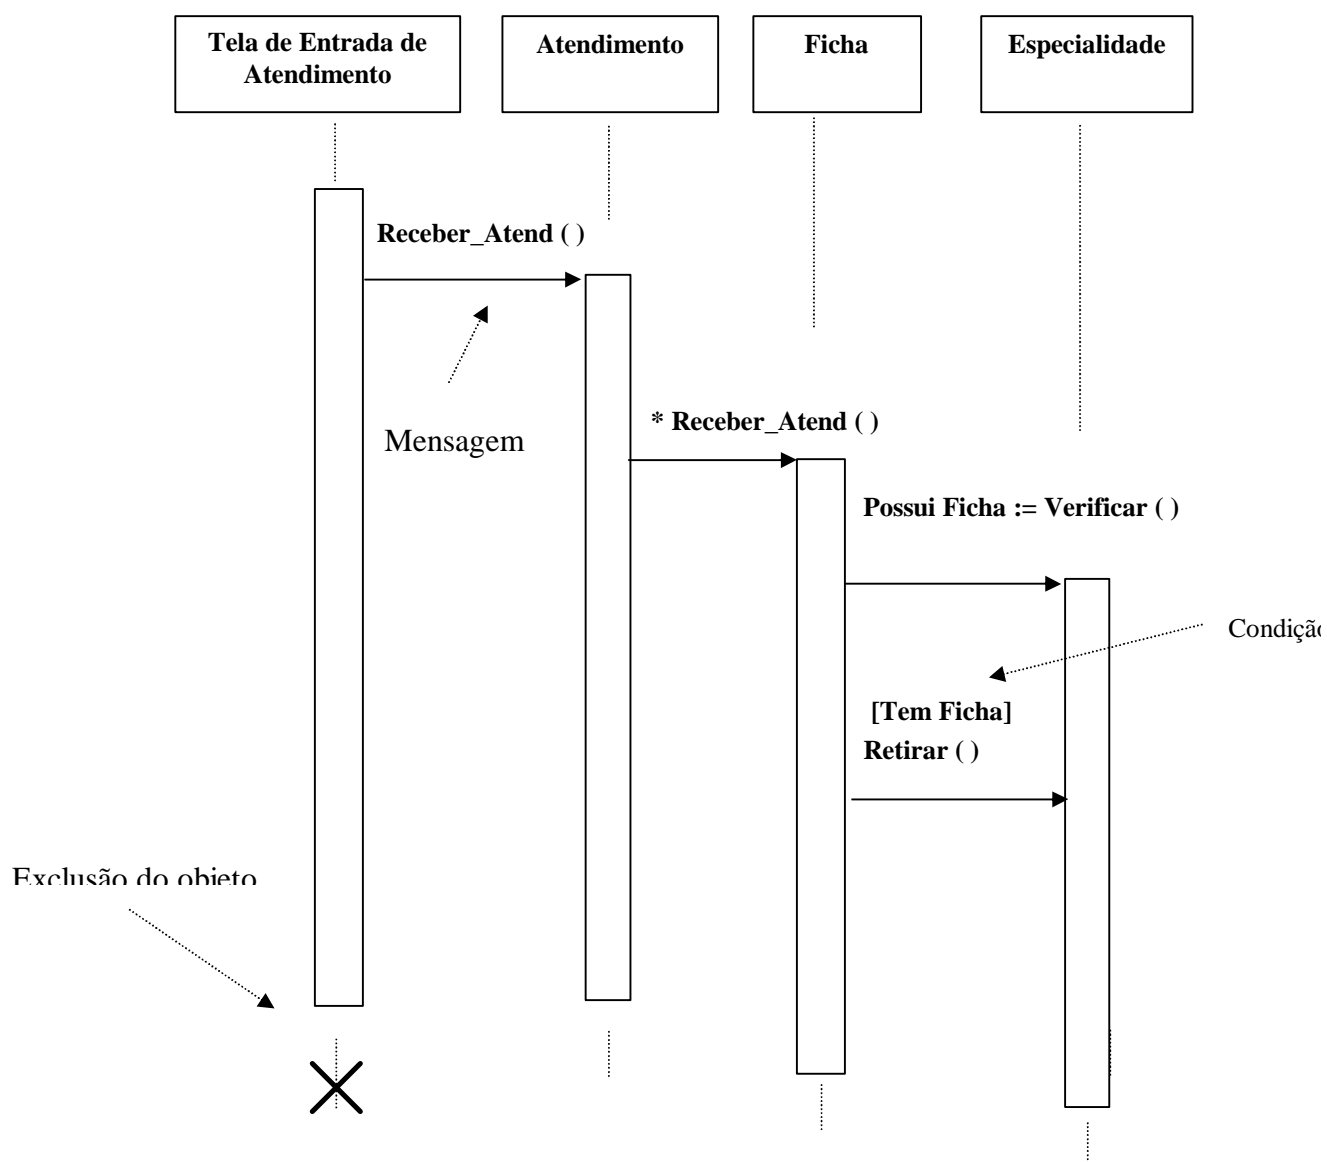 Tela de Entrada de
Atendimento
Atendimento
Ficha
Especialidade
Receber_Atend ( )
Mensagem
* Receber_Atend ( )
Possui Ficha := Verificar ( )
Condição
[Tem Ficha]
Retirar ( )
Exclusão do objeto